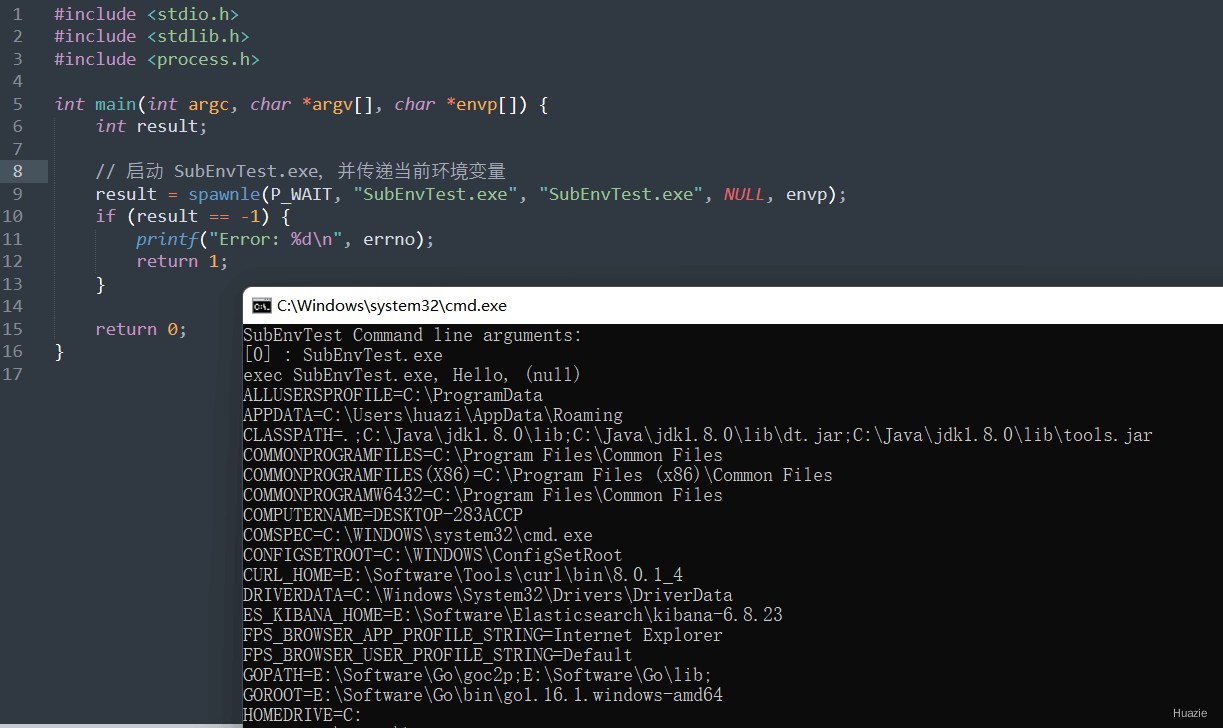 1 #include <stdio.h>
2 #include <stdlib.h>
3 #include <process.h>
4
5 int main(int argc, char *argv[], char *envp[]) {
6 int result;
7
8 // 启动 SubEnvTest.exe, 并传递当前环境变量
9 result = spawnle(P_WAIT, "SubEnvTest.exe", "SubEnvTest.exe", NULL, envp);
10 if (result == -1) {
11 printf("Error: %d\n", errno);
12 return 1;
13 }
14
15 return 0;
16 }
17
C:\Windows\system32\cmd.exe
SubEnvTest Command line arguments:
[0] : SubEnvTest.exe
exec SubEnvTest.exe, Hello, (null)
ALLUSERSPROFILE=C:\ProgramData
APPDATA=C:\Users\huazi\AppData\Roaming
CLASSPATH=.;C:\Java\jdk1.8.0\lib;C:\Java\jdk1.8.0\lib\dt.jar;C:\Java\jdk1.8.0\lib\tools.jar
COMMONPROGRAMFILES=C:\Program Files\Common Files
COMMONPROGRAMFILES(X86)=C:\Program Files (x86)\Common Files
COMMONPROGRAMW6432=C:\Program Files\Common Files
COMPUTERNAME=DESKTOP-283ACCP
COMSPEC=C:\WINDOWS\system32\cmd.exe
CONFIGSETROOT=C:\WINDOWS\ConfigSetRoot
CURL_HOME=E:\Software\Tools\curl\bin\8.0.1_4
DRIVERDATA=C:\Windows\System32\Drivers\DriverData
ES_KIBANA_HOME=E:\Software\Elasticsearch\kibana-6.8.23
FPS_BROWSER_APP_PROFILE_STRING=Internet Explorer
FPS_BROWSER_USER_PROFILE_STRING=Default
GOPATH=E:\Software\Go\goc2p;E:\Software\Go\lib;
GOROOT=E:\Software\Go\bin\go1.16.1.windows-amd64
HOMEDRIVE=C:
Huazie